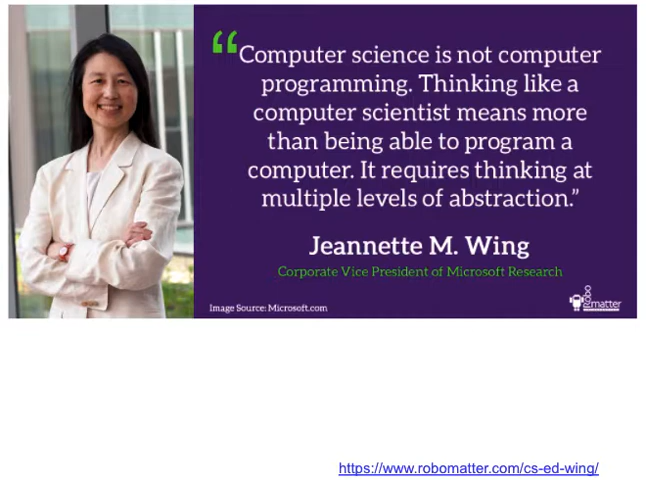 “Computer science is not computer
programming. Thinking like a
computer scientist means more
than being able to program a
computer. It requires thinking at
multiple levels of abstraction.”
Jeannette M. Wing
Corporate Vice President of Microsoft Research
Image Source: Microsoft.com
robo
matter
https://www.robomatter.com/cs-ed-wing/